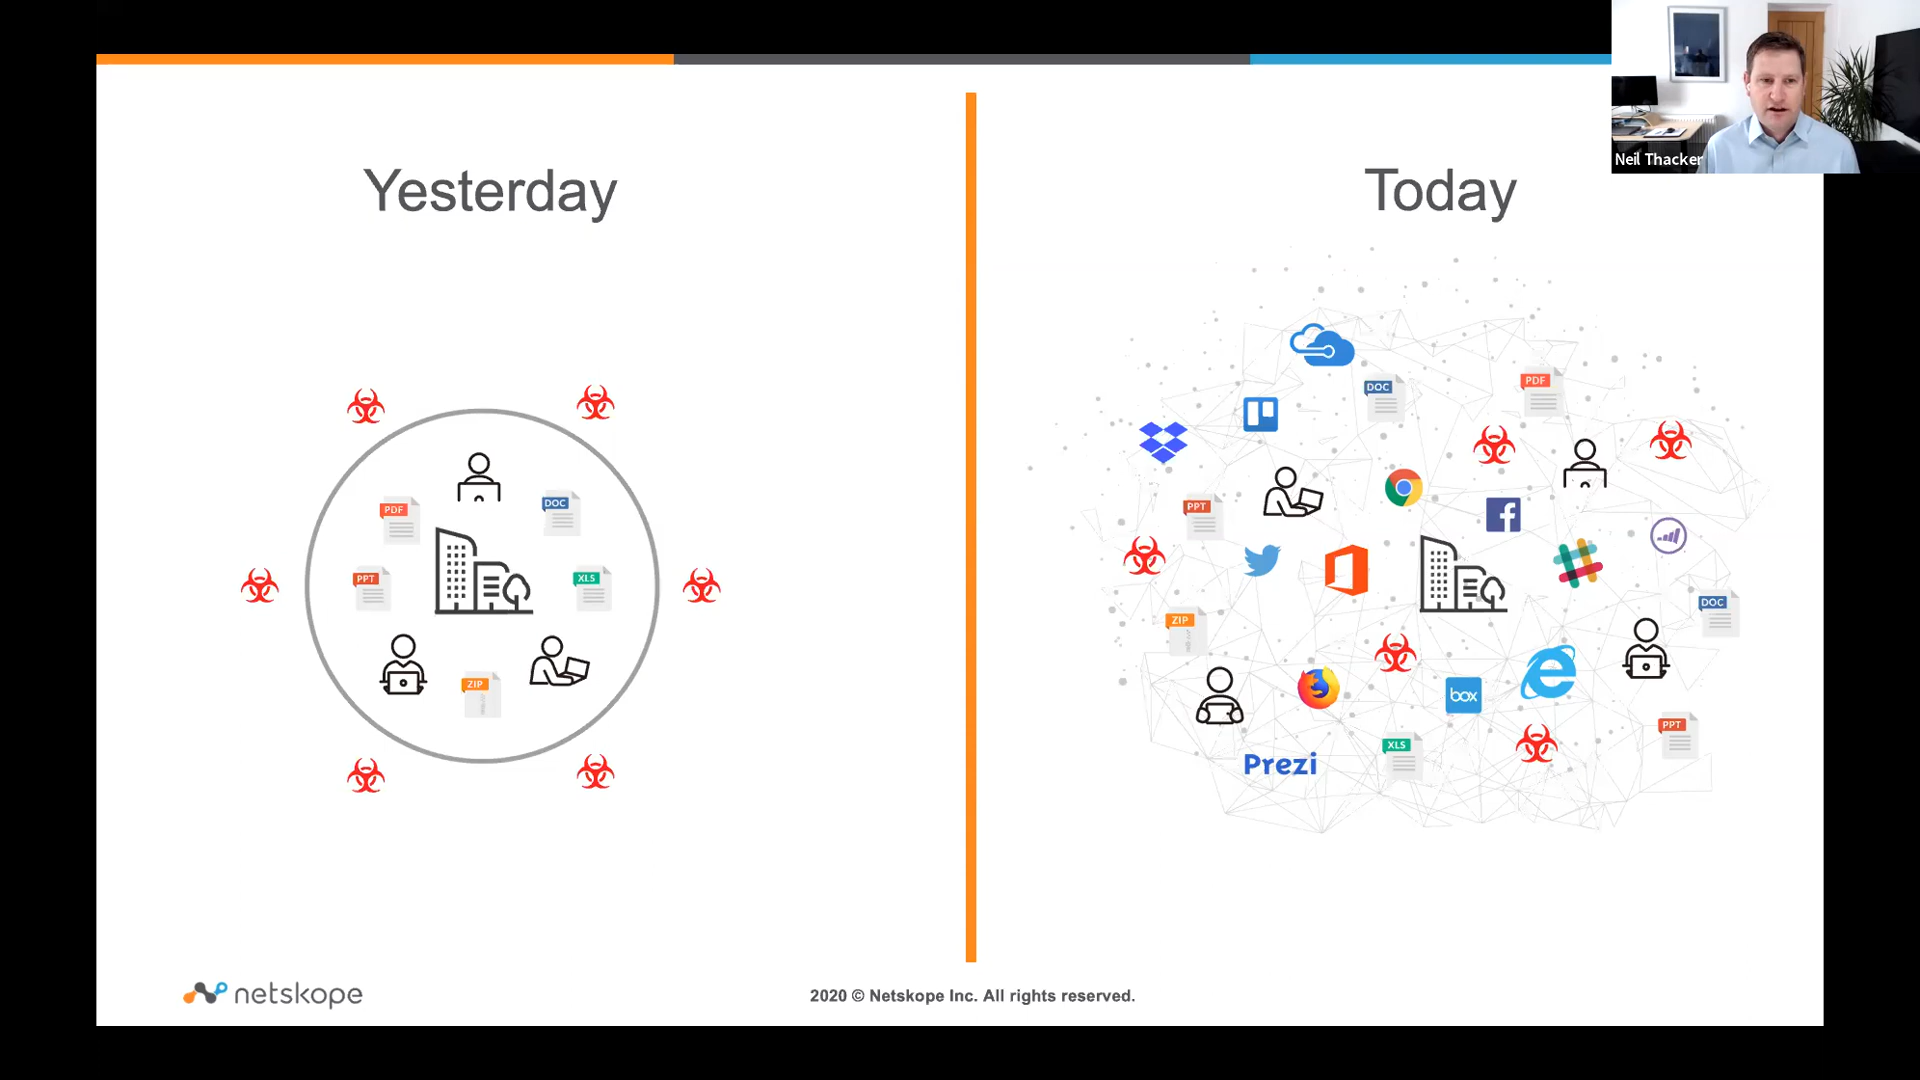 Neil Thacker
Yesterday
Today
PDF
DOC
PPT
XLS
ZIP
DOC
PDF
PPT
ZIP
DOC
box
PPT
XLS
Prezi
netskope
2020 © Netskope Inc. All rights reserved.